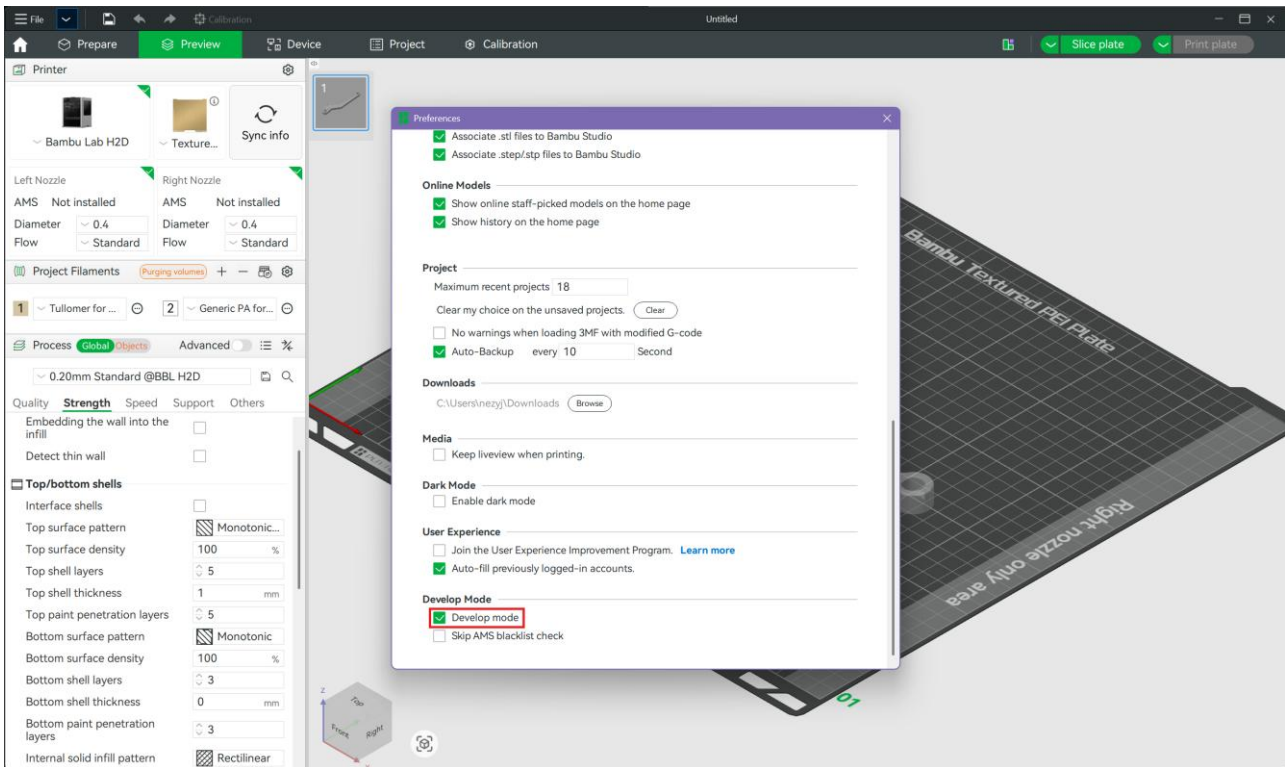 File
Calibration
Untitled
Prepare
Preview
Device
Project
Calibration
Slice plate
Print plate
Printer
Bambu Lab H2D
Texture...
Sync info
Left Nozzle
AMS Not installed
Diameter 0.4
Flow Standard
Right Nozzle
AMS Not installed
Diameter 0.4
Flow Standard
Project Filaments
Purging volumes
1 Tullomer for ...
2 Generic PA for...
Process Global Objects Advanced
0.20mm Standard @BBL H2D
Quality Strength Speed Support Others
Embedding the wall into the
infill
Detect thin wall
Top/bottom shells
Interface shells
Top surface pattern Monotonic...
Top surface density 100 %
Top shell layers 5
Top shell thickness 1 mm
Top paint penetration layers 5
Bottom surface pattern Monotonic
Bottom surface density 100 %
Bottom shell layers 3
Bottom shell thickness 0 mm
Bottom paint penetration
layers 3
Internal solid infill pattern Rectilinear
1
Preferences
Associate .stl files to Bambu Studio
Associate .step/.stp files to Bambu Studio
Online Models
Show online staff-picked models on the home page
Show history on the home page
Project
Maximum recent projects 18
Clear my choice on the unsaved projects. Clear
No warnings when loading 3MF with modified G-code
Auto-Backup every 10 Second
Downloads
C:\Users\nezyj\Downloads Browse
Media
Keep liveview when printing.
Dark Mode
Enable dark mode
User Experience
Join the User Experience Improvement Program. Learn more
Auto-fill previously logged-in accounts.
Develop Mode
Develop mode
Skip AMS blacklist check
Bambu Textured PEI Plate
Right nozzle only area
01
z
Top
Front
Right